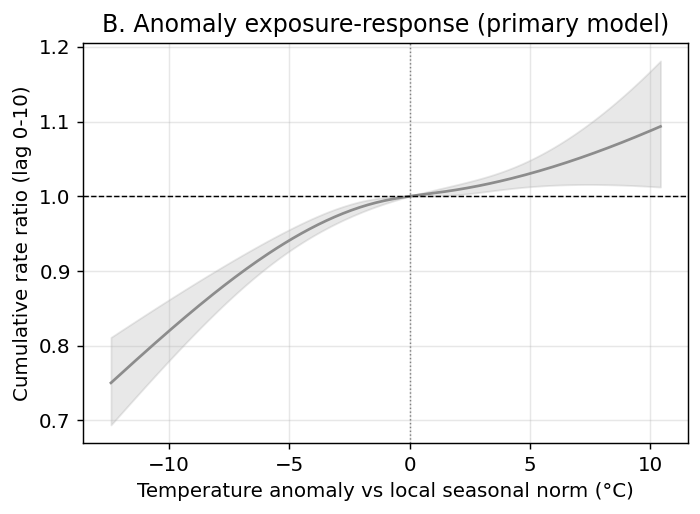 B. Anomaly exposure-response (primary model)
Cumulative rate ratio (lag 0-10)
1.2
1.1
1.0
0.9
0.8
0.7
−10 −5 0 5 10
Temperature anomaly vs local seasonal norm (°C)